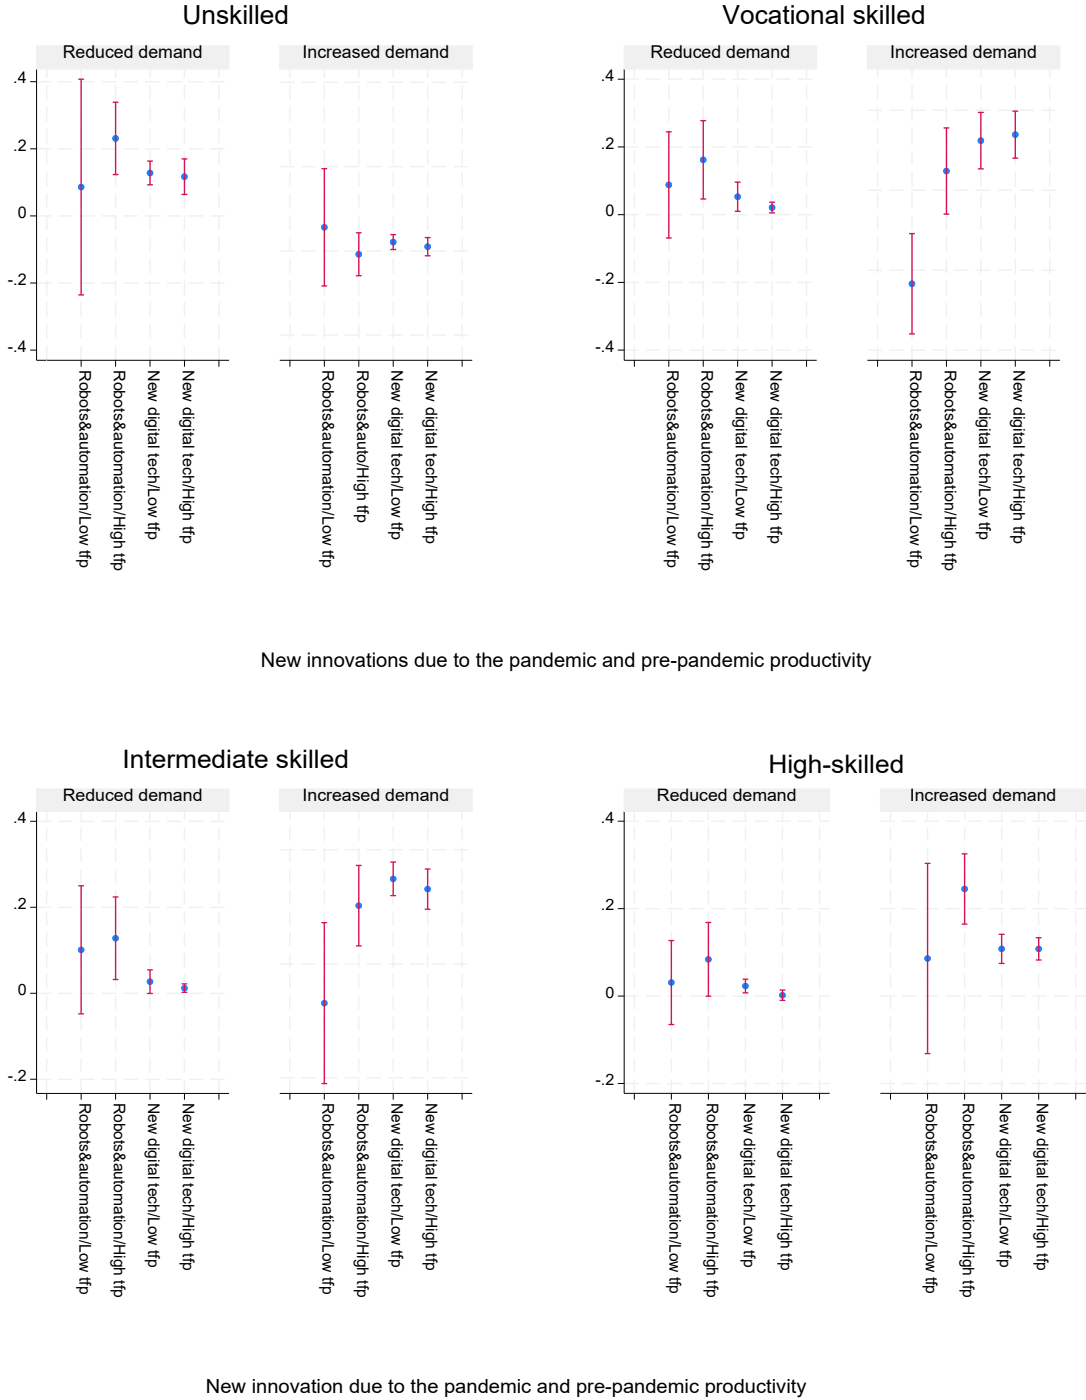 Unskilled
Reduced demand
Increased demand
.4
.2
0
-.2
-.4
Robots&automation/Low tfp
Robots&automation/High tfp
New digital tech/Low tfp
New digital tech/High tfp
Robots&automation/Low tfp
Robots&auto/High tfp
New digital tech/Low tfp
New digital tech/High tfp
Vocational skilled
Reduced demand
Increased demand
.4
.2
0
-.2
-.4
Robots&automation/Low tfp
Robots&automation/High tfp
New digital tech/Low tfp
New digital tech/High tfp
Robots&automation/Low tfp
Robots&automation/High tfp
New digital tech/Low tfp
New digital tech/High tfp
New innovations due to the pandemic and pre-pandemic productivity
Intermediate skilled
Reduced demand
Increased demand
.4
.2
0
-.2
Robots&automation/Low tfp
Robots&automation/High tfp
New digital tech/Low tfp
New digital tech/High tfp
Robots&automation/Low tfp
Robots&automation/High tfp
New digital tech/Low tfp
New digital tech/High tfp
High-skilled
Reduced demand
Increased demand
.4
.2
0
-.2
Robots&automation/Low tfp
Robots&automation/High tfp
New digital tech/Low tfp
New digital tech/High tfp
Robots&automation/Low tfp
Robots&automation/High tfp
New digital tech/Low tfp
New digital tech/High tfp
New innovation due to the pandemic and pre-pandemic productivity